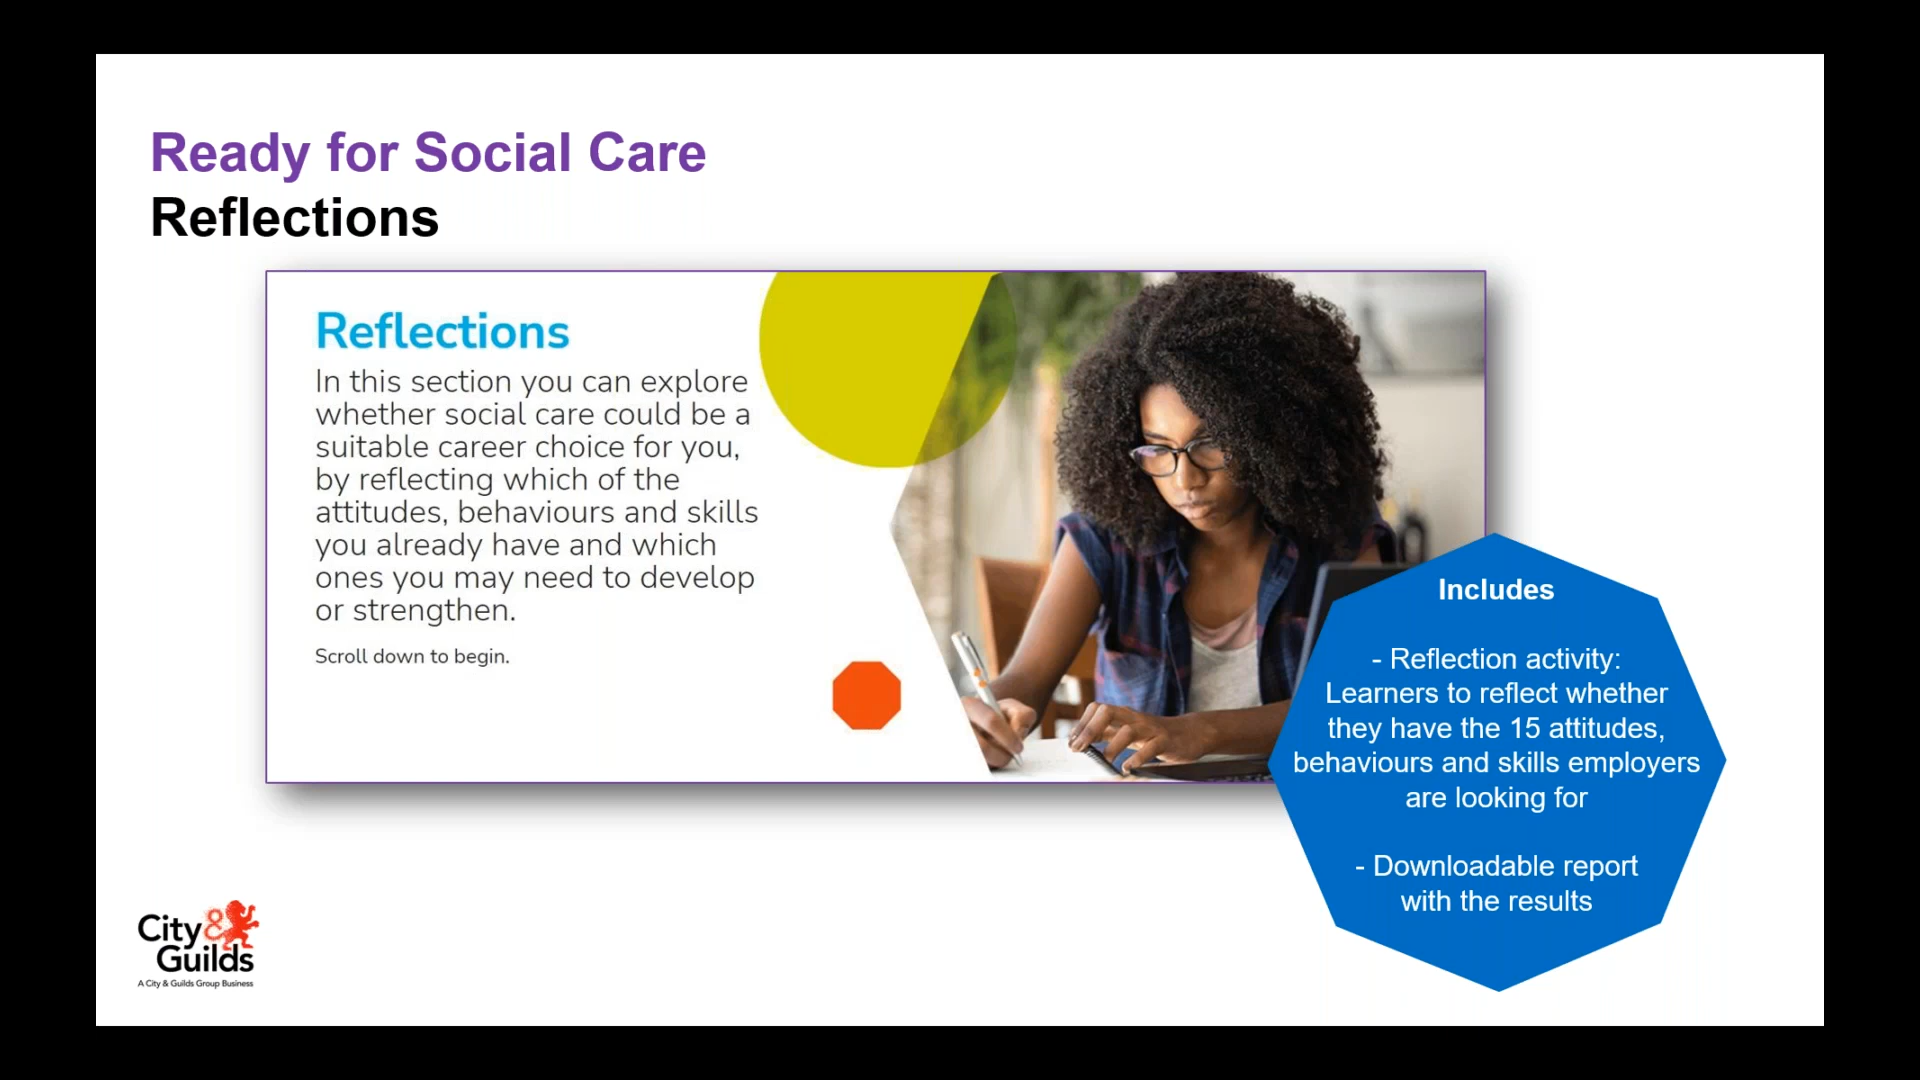 Ready for Social Care
Reflections
Reflections
In this section you can explore
whether social care could be a
suitable career choice for you,
by reflecting which of the
attitudes, behaviours and skills
you already have and which
ones you may need to develop
or strengthen.
Scroll down to begin.
Includes
- Reflection activity:
Learners to reflect whether
they have the 15 attitudes,
behaviours and skills employers
are looking for
- Downloadable report
with the results
City &
Guilds
A City & Guilds Group Business